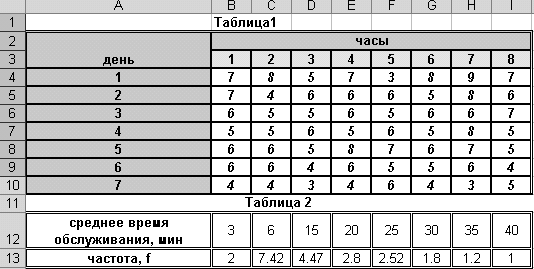 A B C D E F G H I
1 Таблица1
2 часы
3 день 1 2 3 4 5 6 7 8
4 1 7 8 5 7 3 8 9 7
5 2 7 4 6 6 6 5 8 6
6 3 6 5 5 6 5 6 6 7
7 4 5 5 6 5 6 5 8 5
8 5 6 6 5 8 7 6 7 5
9 6 6 6 4 6 5 5 6 4
10 7 4 4 3 4 6 4 3 5
11 Таблица 2
среднее время
12 обслуживания, мин 3 6 15 20 25 30 35 40
13 частота, f 2 7.42 4.47 2.8 2.52 1.8 1.2 1